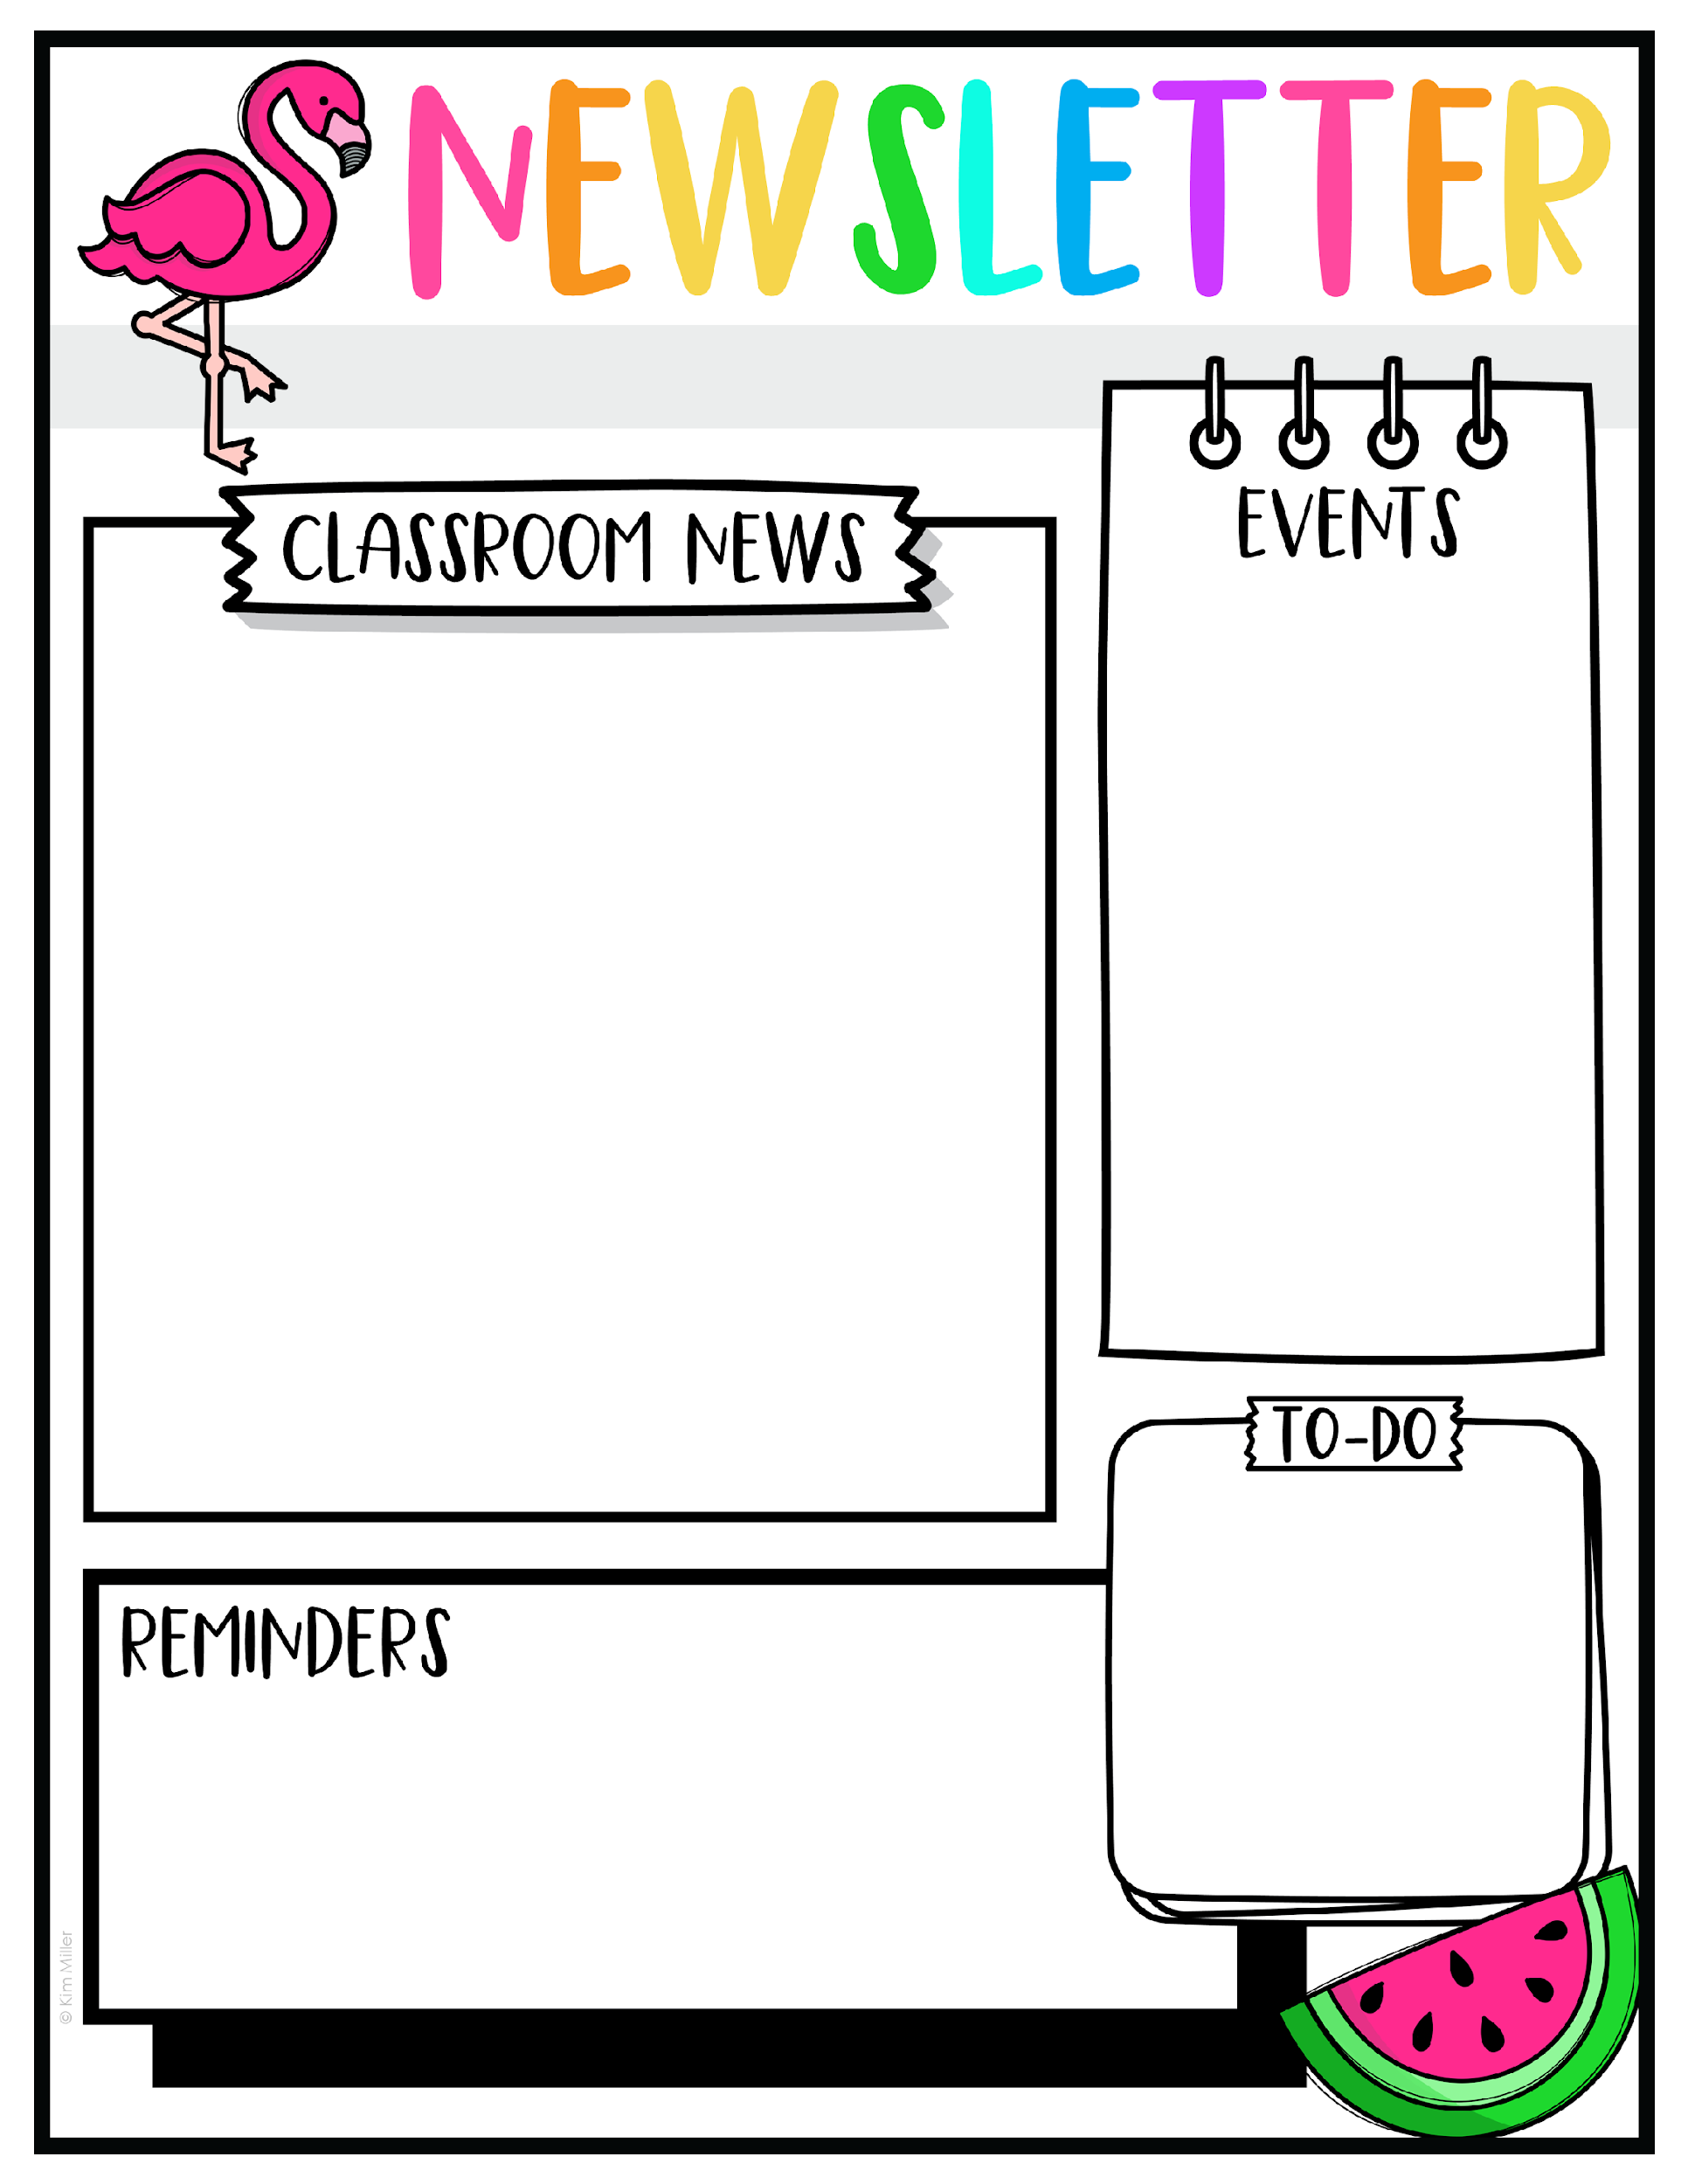 NEWSLETTER
CLASSROOM NEWS
EVENTS
TO-DO
REMINDERS
© Kim Miller